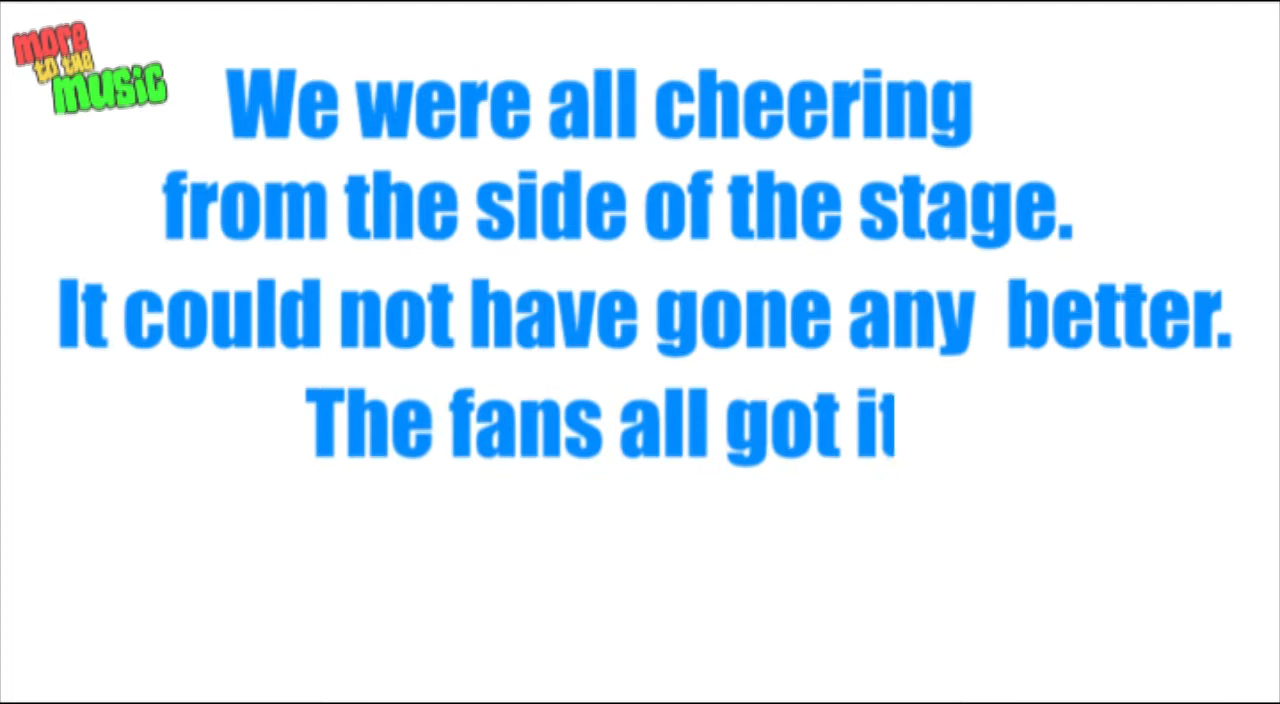 more
to the
music
We were all cheering
from the side of the stage.
It could not have gone any  better.
The fans all got it